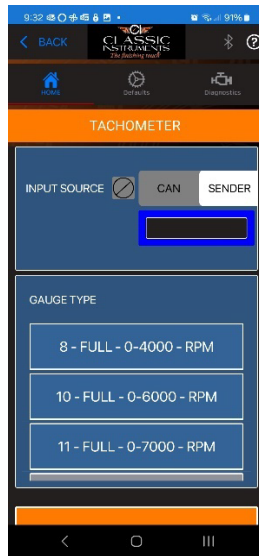 9:32 91%
BACK
CLASSIC
INSTRUMENTS
The finishing touch
HOME Defaults Diagnostics
TACHOMETER
INPUT SOURCE CAN SENDER
GAUGE TYPE
8 - FULL - 0-4000 - RPM
10 - FULL - 0-6000 - RPM
11 - FULL - 0-7000 - RPM